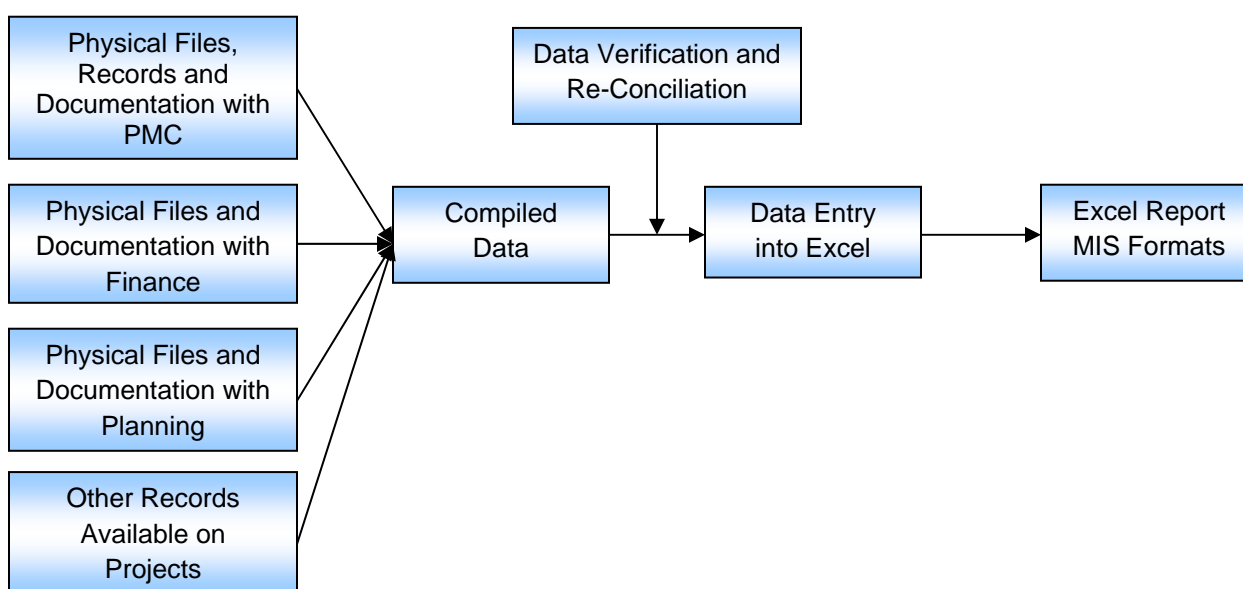 Physical Files,
Records and
Documentation with
PMC
Data Verification and
Re-Conciliation
Physical Files and
Documentation with
Finance
Compiled
Data
Data Entry
into Excel
Excel Report
MIS Formats
Physical Files and
Documentation with
Planning
Other Records
Available on
Projects